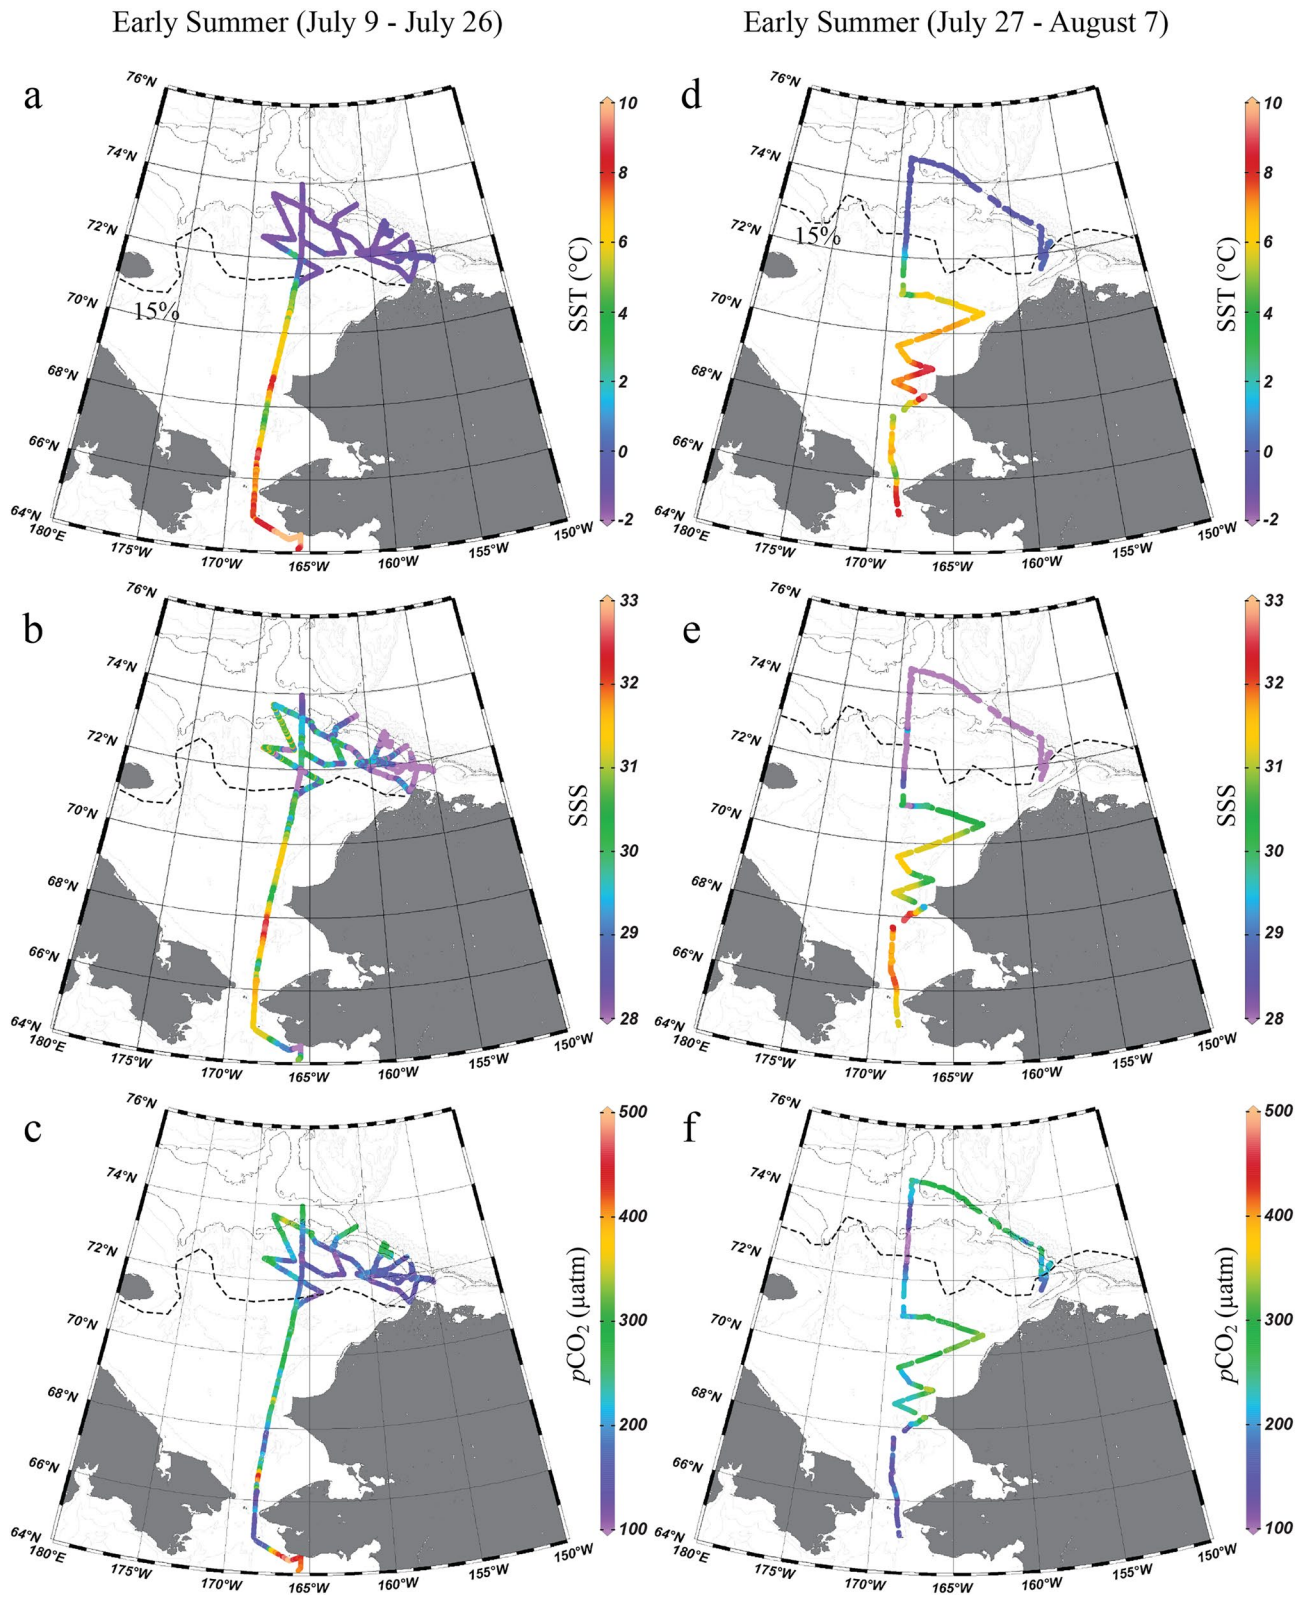 Early Summer (July 9 - July 26)
Early Summer (July 27 - August 7)
a
76°N
74°N
72°N
70°N
68°N
66°N
64°N
180°E
175°W
170°W
165°W
160°W
155°W
150°W
15%
10
8
6
4
2
0
-2
SST (°C)
d
76°N
74°N
72°N
70°N
68°N
66°N
64°N
180°E
175°W
170°W
165°W
160°W
155°W
150°W
15%
10
8
6
4
2
0
-2
SST (°C)
b
76°N
74°N
72°N
70°N
68°N
66°N
64°N
180°E
175°W
170°W
165°W
160°W
155°W
150°W
33
32
31
30
29
28
SSS
e
76°N
74°N
72°N
70°N
68°N
66°N
64°N
180°E
175°W
170°W
165°W
160°W
155°W
150°W
33
32
31
30
29
28
SSS
c
76°N
74°N
72°N
70°N
68°N
66°N
64°N
180°E
175°W
170°W
165°W
160°W
155°W
150°W
500
400
300
200
100
pCO₂ (µatm)
f
76°N
74°N
72°N
70°N
68°N
66°N
64°N
180°E
175°W
170°W
165°W
160°W
155°W
150°W
500
400
300
200
100
pCO₂ (µatm)